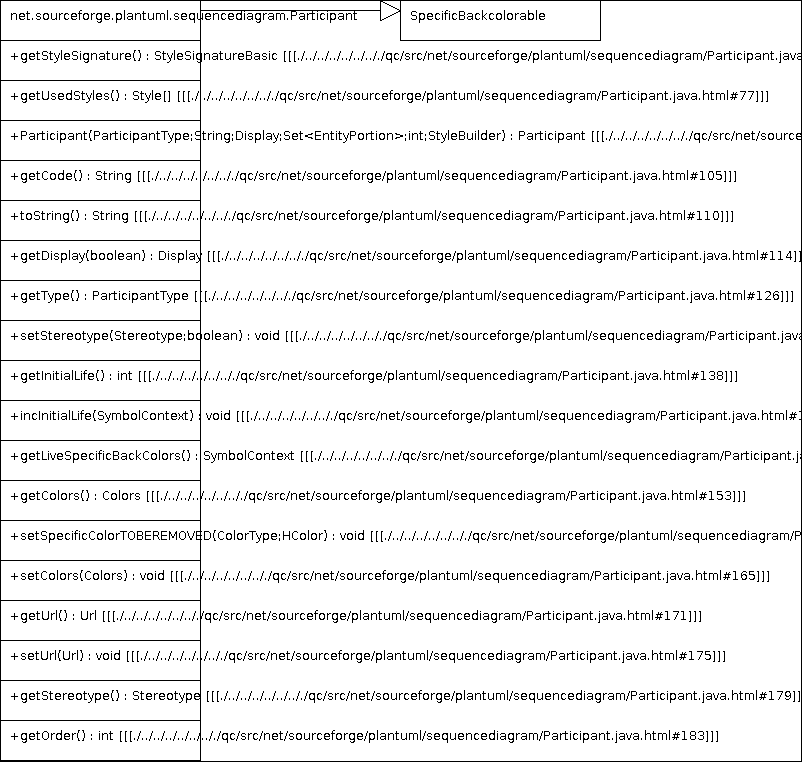 net.sourceforge.plantuml.sequencediagram.Participant
SpecificBackcolorable
+getStyleSignature() : StyleSignatureBasic [[[./../../../../../../qc/src/net/sourceforge/plantuml/sequencediagram/Participant.java
+getUsedStyles() : Style[] [[[./../../../../../../qc/src/net/sourceforge/plantuml/sequencediagram/Participant.java.html#77]]]
+Participant(ParticipantType;String;Display;Set<EntityPortion>;int;StyleBuilder) : Participant [[[./../../../../../../qc/src/net/source
+getCode() : String [[[./../../../../../../qc/src/net/sourceforge/plantuml/sequencediagram/Participant.java.html#105]]]
+toString() : String [[[./../../../../../../qc/src/net/sourceforge/plantuml/sequencediagram/Participant.java.html#110]]]
+getDisplay(boolean) : Display [[[./../../../../../../qc/src/net/sourceforge/plantuml/sequencediagram/Participant.java.html#114]]
+getType() : ParticipantType [[[./../../../../../../qc/src/net/sourceforge/plantuml/sequencediagram/Participant.java.html#126]]]
+setStereotype(Stereotype;boolean) : void [[[./../../../../../../qc/src/net/sourceforge/plantuml/sequencediagram/Participant.java
+getInitialLife() : int [[[./../../../../../../qc/src/net/sourceforge/plantuml/sequencediagram/Participant.java.html#138]]]
+incInitialLife(SymbolContext) : void [[[./../../../../../../qc/src/net/sourceforge/plantuml/sequencediagram/Participant.java.html#1
+getLiveSpecificBackColors() : SymbolContext [[[./../../../../../../qc/src/net/sourceforge/plantuml/sequencediagram/Participant.ja
+getColors() : Colors [[[./../../../../../../qc/src/net/sourceforge/plantuml/sequencediagram/Participant.java.html#153]]]
+setSpecificColorTOBEREMOVED(ColorType;HColor) : void [[[./../../../../../../qc/src/net/sourceforge/plantuml/sequencediagram/P
+setColors(Colors) : void [[[./../../../../../../qc/src/net/sourceforge/plantuml/sequencediagram/Participant.java.html#165]]]
+getUrl() : Url [[[./../../../../../../qc/src/net/sourceforge/plantuml/sequencediagram/Participant.java.html#171]]]
+setUrl(Url) : void [[[./../../../../../../qc/src/net/sourceforge/plantuml/sequencediagram/Participant.java.html#175]]]
+getStereotype() : Stereotype [[[./../../../../../../qc/src/net/sourceforge/plantuml/sequencediagram/Participant.java.html#179]]
+getOrder() : int [[[./../../../../../../qc/src/net/sourceforge/plantuml/sequencediagram/Participant.java.html#183]]]